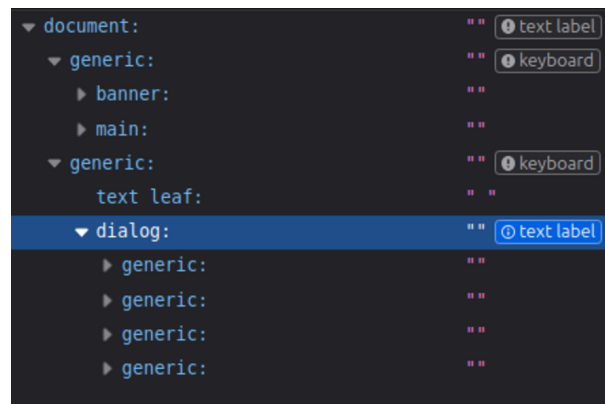 document: "" text label
generic: "" keyboard
banner: ""
main: ""
generic: "" keyboard
text leaf: " "
dialog: "" text label
generic: ""
generic: ""
generic: ""
generic: ""